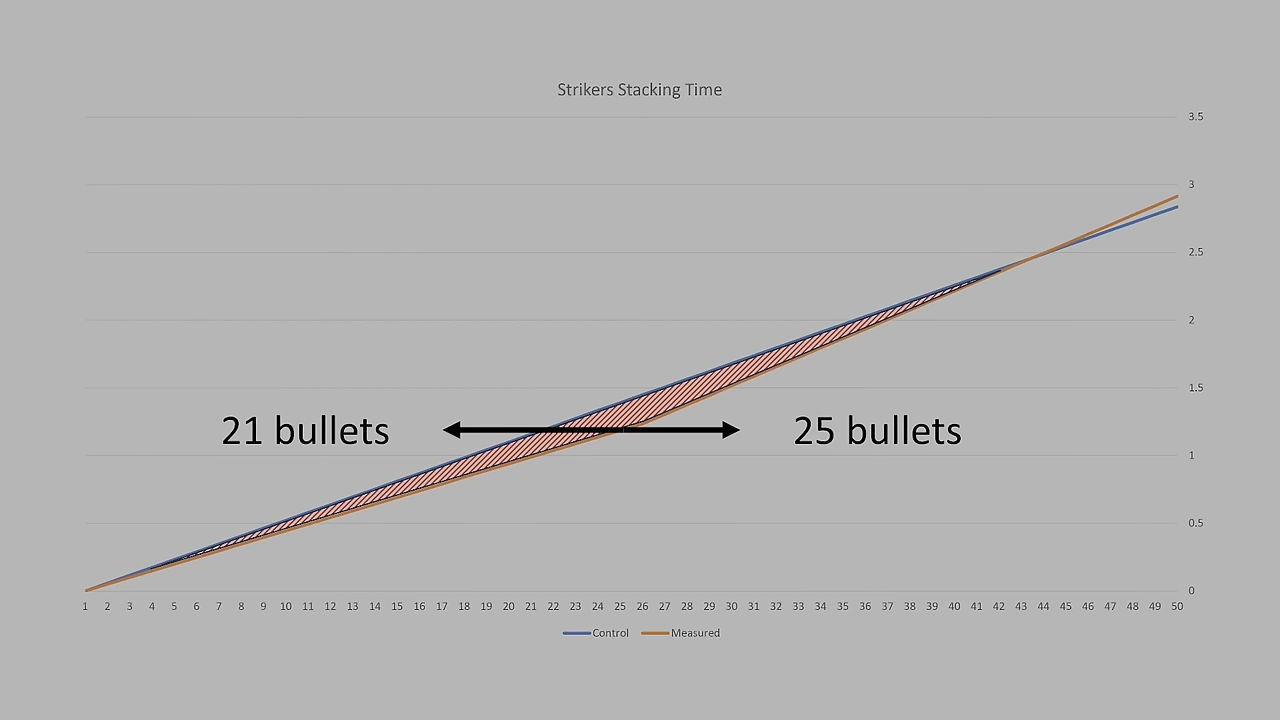 Strikers Stacking Time
3.5
3
2.5
2
1.5
21 bullets 25 bullets
1
0.5
0
1 2 3 4 5 6 7 8 9 10 11 12 13 14 15 16 17 18 19 20 21 22 23 24 25 26 27 28 29 30 31 32 33 34 35 36 37 38 39 40 41 42 43 44 45 46 47 48 49 50
Control Measured